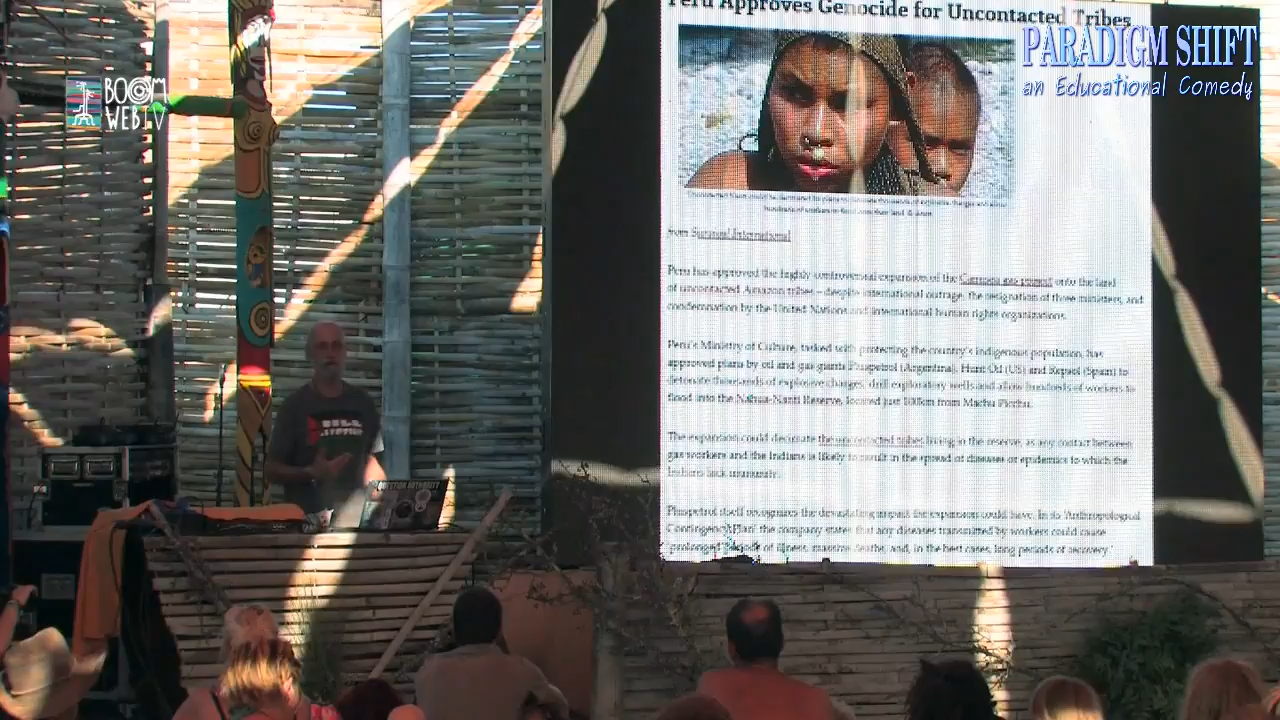 Peru Approves Genocide for Uncontacted Tribes
PARADIGM SHIFT
an Educational Comedy
BOOM
WEBTV
from Survival International
Peru has approved the highly controversial expansion of the Camisea gas project onto the land
of uncontacted Amazon tribes – despite international outrage, the resignation of three ministers, and
condemnation by the United Nations and international human rights organizations.
Peru's Ministry of Culture, tasked with protecting the country's indigenous population, has
approved plans by oil and gas giants Pluspetrol (Argentina), Hunt Oil (US) and Repsol (Spain) to
detonate thousands of explosive charges, drill exploratory wells and allow hundreds of workers to
flood into the Nahua-Nanti Reserve, located just 100km from Machu Picchu.
The expansion could decimate the uncontacted tribes living in the reserve, as any contact between
gas workers and the Indians is likely to result in the spread of diseases or epidemics to which the
Indians lack immunity.
Pluspetrol itself recognizes the devastating impact the expansion could have. In its 'Anthropological
Contingency Plan' the company states that any diseases transmitted by workers could cause
'prolonged periods of illness, massive deaths, and, in the best cases, long periods of recovery.'
QUESTION AUTHORITY